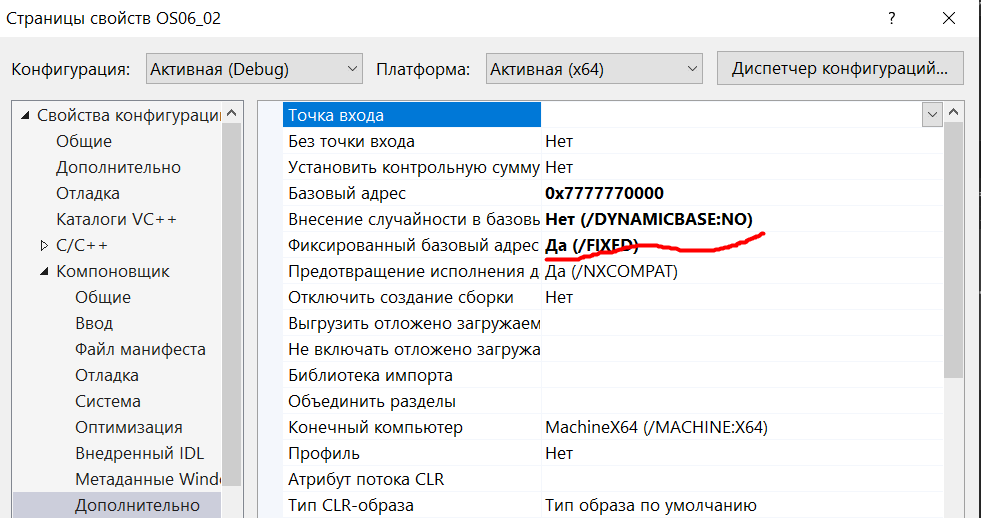 Страницы свойств OS06_02
Конфигурация: Активная (Debug) Платформа: Активная (x64) Диспетчер конфигураций...
Свойства конфигураци
Общие
Дополнительно
Отладка
Каталоги VC++
C/C++
Компоновщик
Общие
Ввод
Файл манифеста
Отладка
Система
Оптимизация
Внедренный IDL
Метаданные Wind
Дополнительно
Точка входа
Без точки входа Нет
Установить контрольную сумму Нет
Базовый адрес 0x7777770000
Внесение случайности в базовь Нет (/DYNAMICBASE:NO)
Фиксированный базовый адрес Да (/FIXED)
Предотвращение исполнения д Да (/NXCOMPAT)
Отключить создание сборки Нет
Выгрузить отложено загружаем
Не включать отложено загружа
Библиотека импорта
Объединить разделы
Конечный компьютер MachineX64 (/MACHINE:X64)
Профиль Нет
Атрибут потока CLR
Тип CLR-образа Тип образа по умолчанию